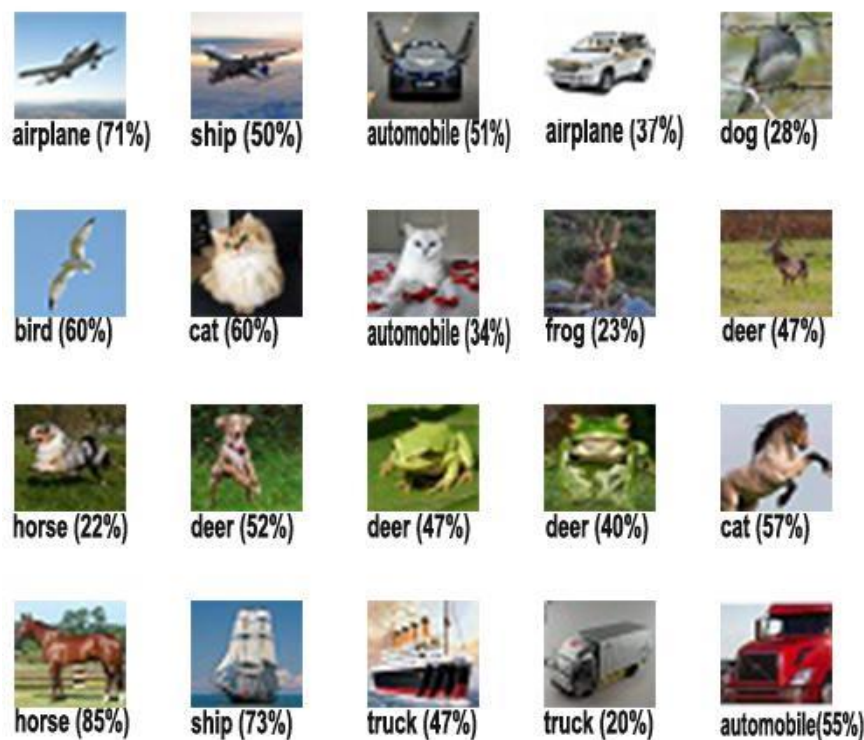 airplane (71%)
ship (50%)
automobile (51%)
airplane (37%)
dog (28%)
bird (60%)
cat (60%)
automobile (34%)
frog (23%)
deer (47%)
horse (22%)
deer (52%)
deer (47%)
deer (40%)
cat (57%)
horse (85%)
ship (73%)
truck (47%)
truck (20%)
automobile(55%)